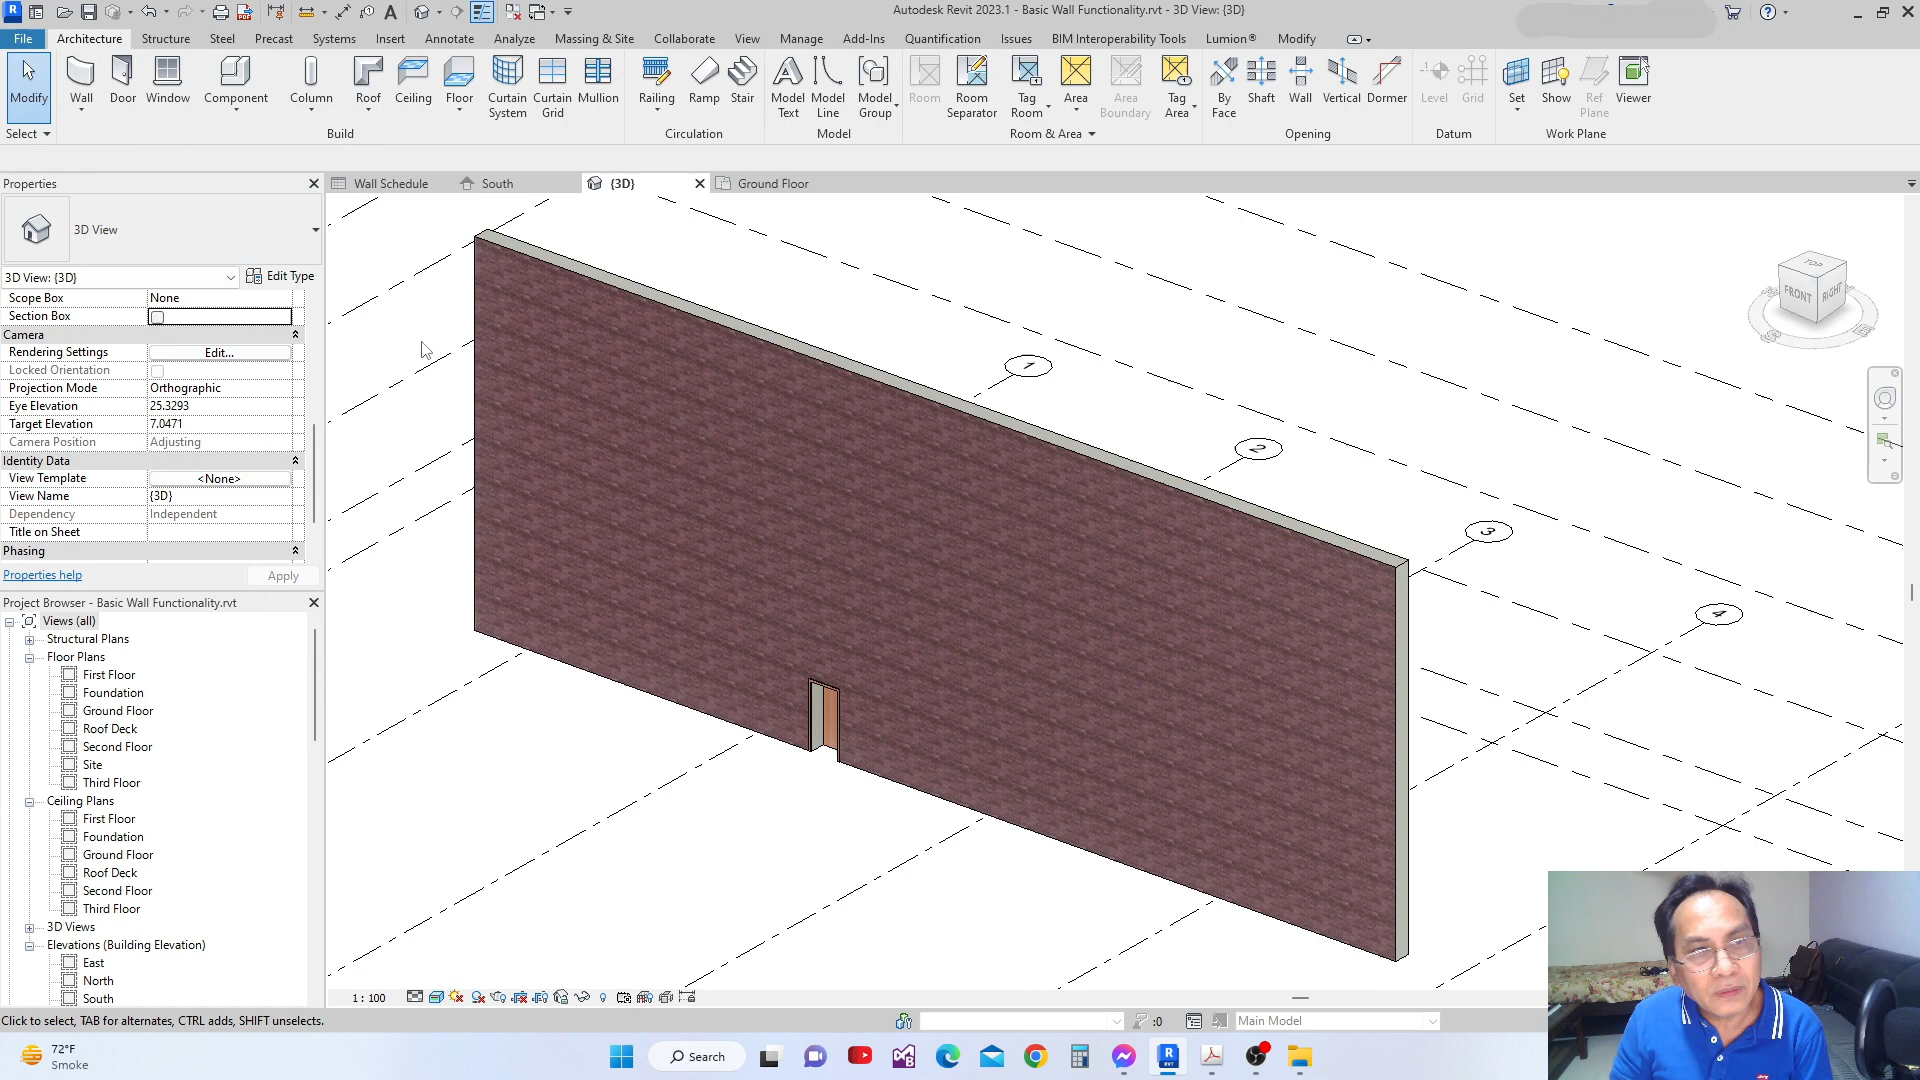 Autodesk Revit 2023.1 - Basic Wall Functionality.rvt - 3D View: {3D}
File Architecture Structure Steel Precast Systems Insert Annotate Analyze Massing & Site Collaborate View Manage Add-Ins Quantification Issues BIM Interoperability Tools Lumion® Modify
Modify Wall Door Window Component Column Roof Ceiling Floor Curtain System Curtain Grid Mullion Railing Ramp Stair Model Text Model Line Model Group Room Room Separator Tag Room Area Area Boundary Tag Area By Face Shaft Wall Vertical Dormer Level Grid Set Show Ref Plane Viewer
Select Build Circulation Model Room & Area Opening Datum Work Plane
Properties
Wall Schedule South {3D} Ground Floor
3D View
3D View: {3D} Edit Type
Scope Box None
Section Box
Camera
Rendering Settings Edit...
Locked Orientation
Projection Mode Orthographic
Eye Elevation 25.3293
Target Elevation 7.0471
Camera Position Adjusting
Identity Data
View Template <None>
View Name {3D}
Dependency Independent
Title on Sheet
Phasing
Properties help Apply
Project Browser - Basic Wall Functionality.rvt
Views (all)
Structural Plans
Floor Plans
First Floor
Foundation
Ground Floor
Roof Deck
Second Floor
Site
Third Floor
Ceiling Plans
First Floor
Foundation
Ground Floor
Roof Deck
Second Floor
Third Floor
3D Views
Elevations (Building Elevation)
East
North
South
TOP
FRONT RIGHT
S E
1
2
3
4
1 : 100
Click to select, TAB for alternates, CTRL adds, SHIFT unselects.
:0 Main Model
72°F
Smoke
Search